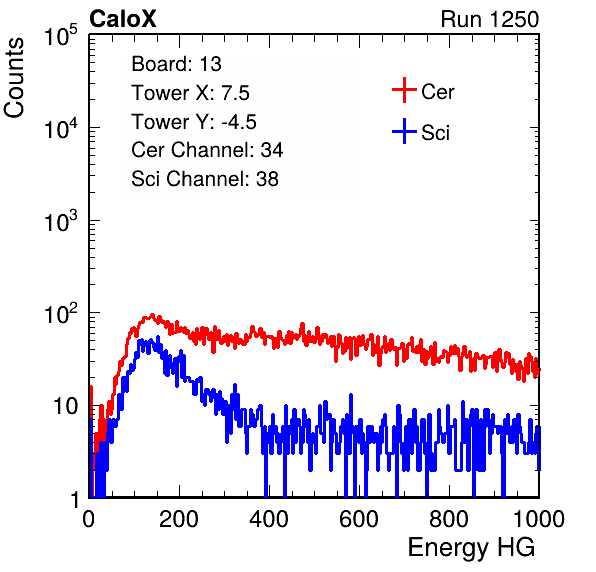 CaloX Run 1250
Counts
Board: 13
Tower X: 7.5
Tower Y: -4.5
Cer Channel: 34
Sci Channel: 38
Cer
Sci
10^5
10^4
10^3
10^2
10
1
0 200 400 600 800 1000
Energy HG